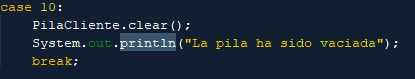 case 10:
PilaCliente.clear();
System.out.println("La pila ha sido vaciada");
break;